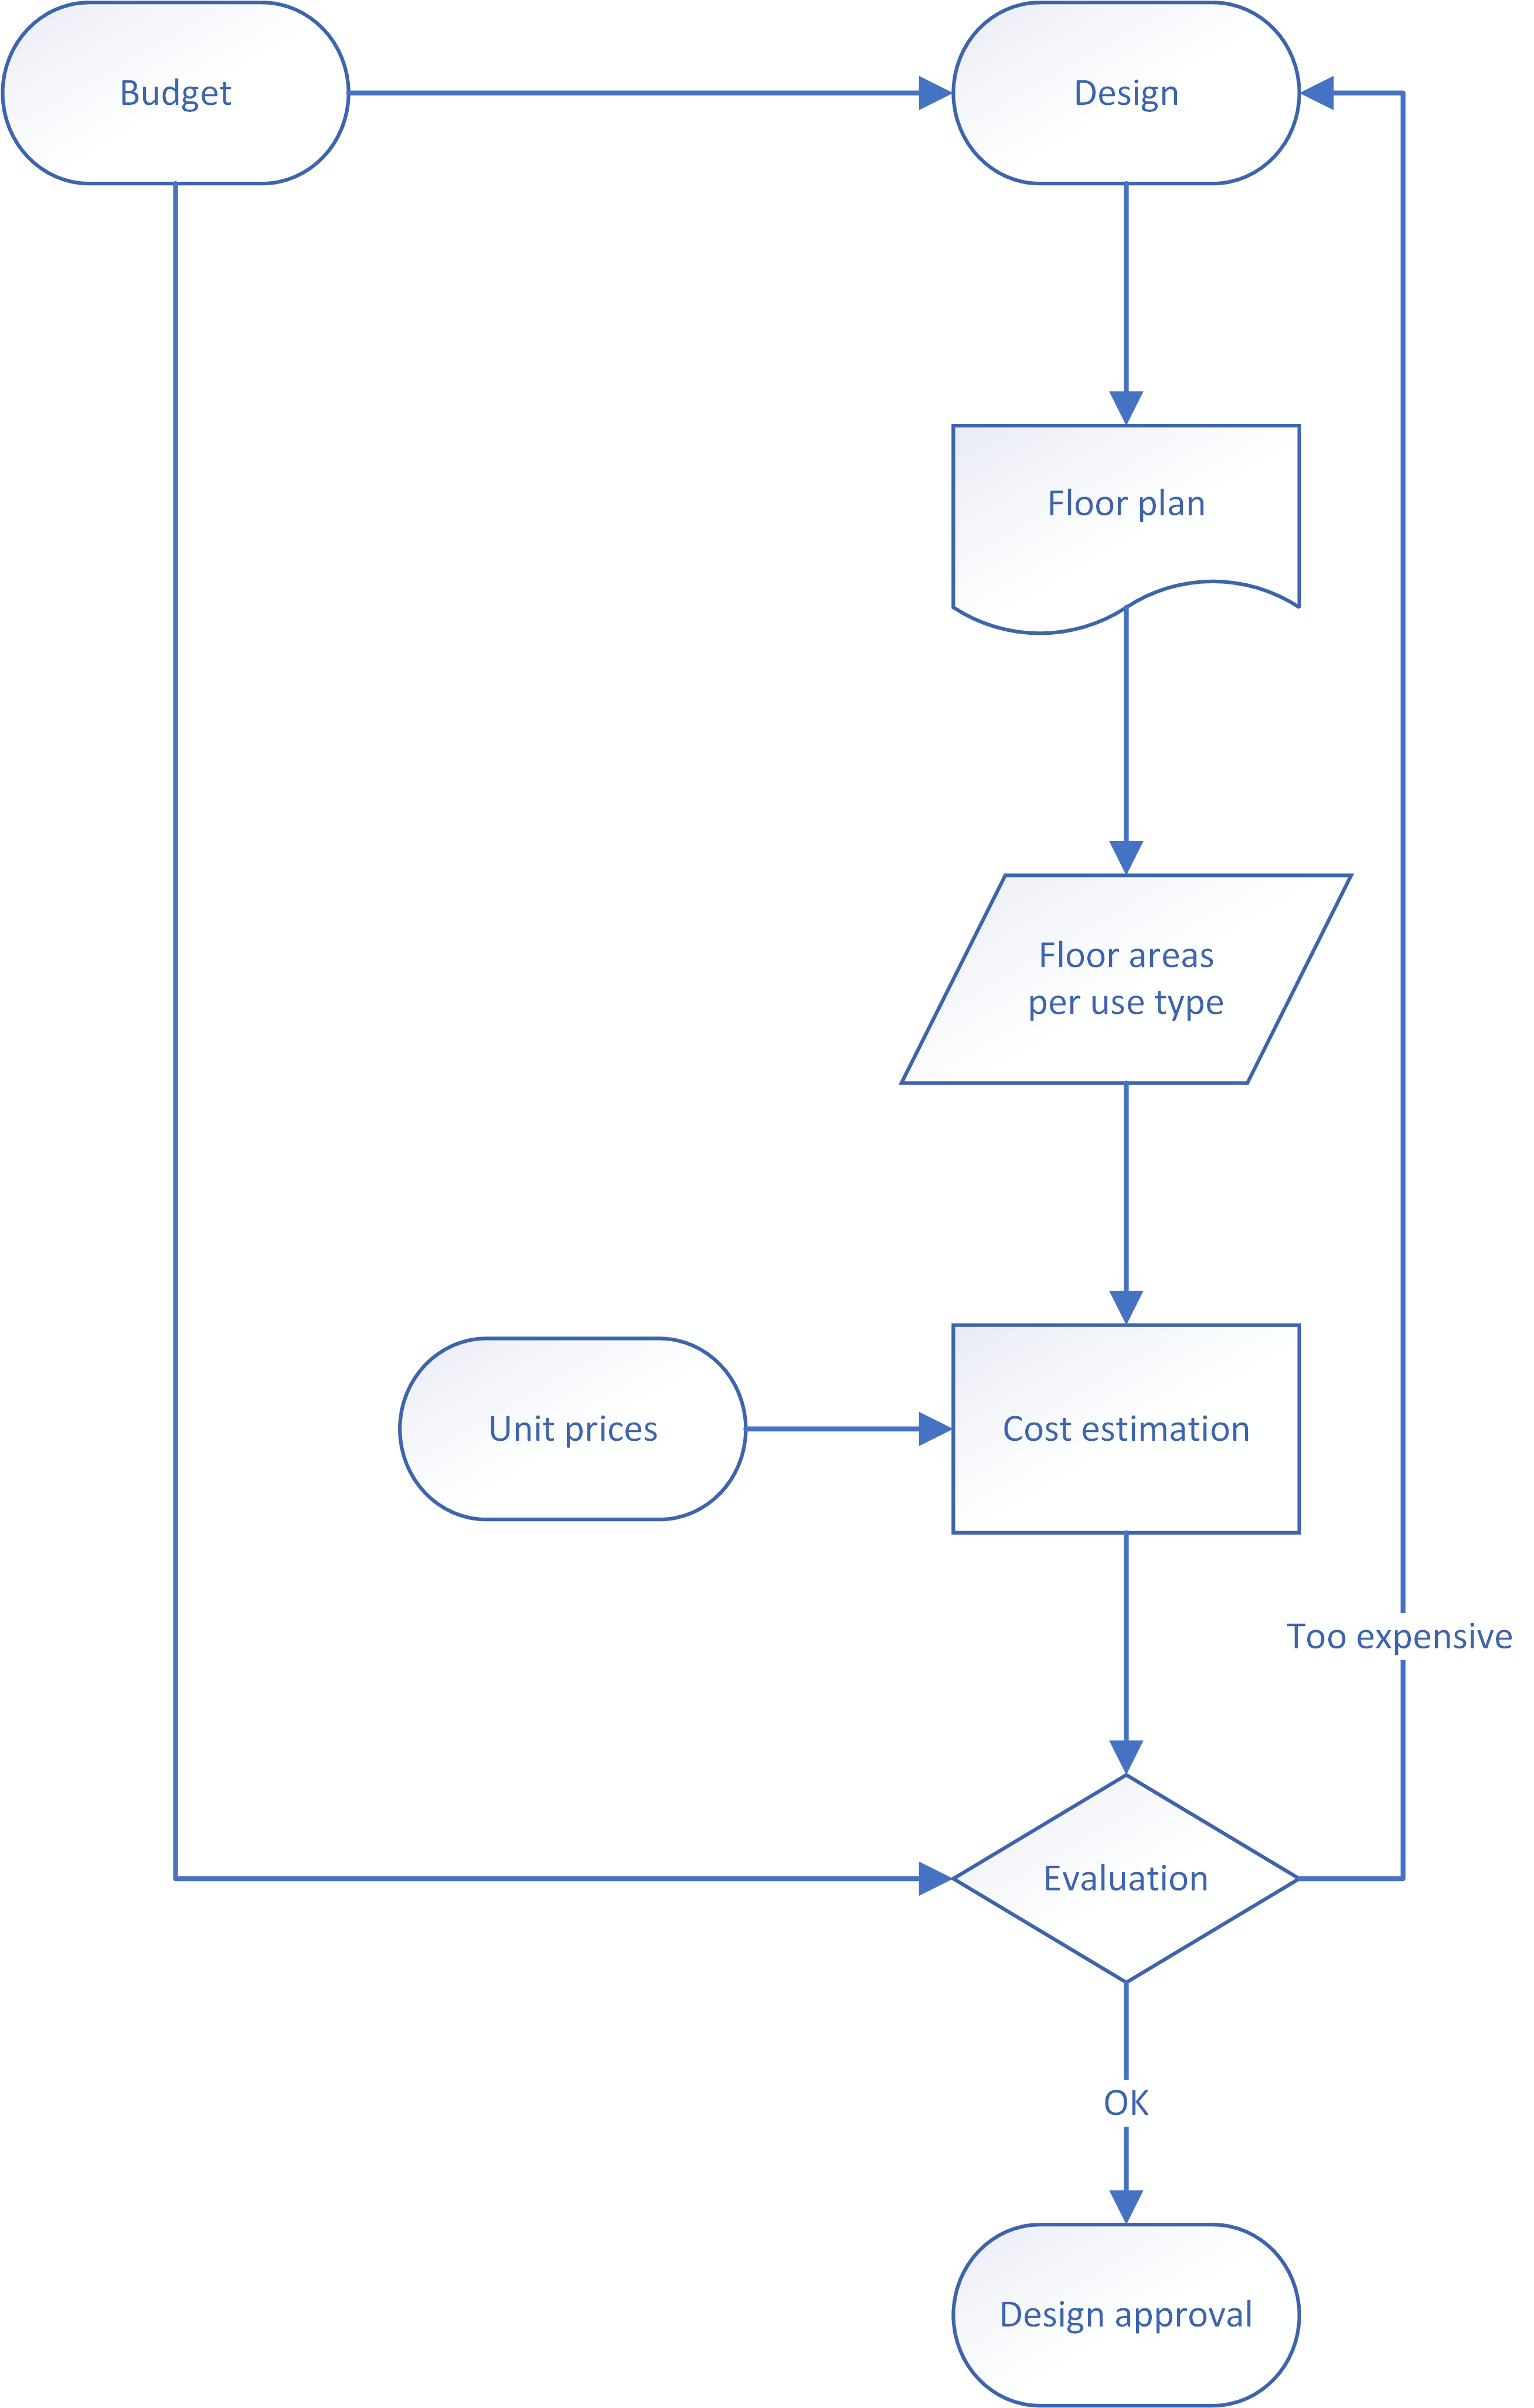 Budget
Design
Floor plan
Floor areas
per use type
Unit prices
Cost estimation
Too expensive
Evaluation
OK
Design approval